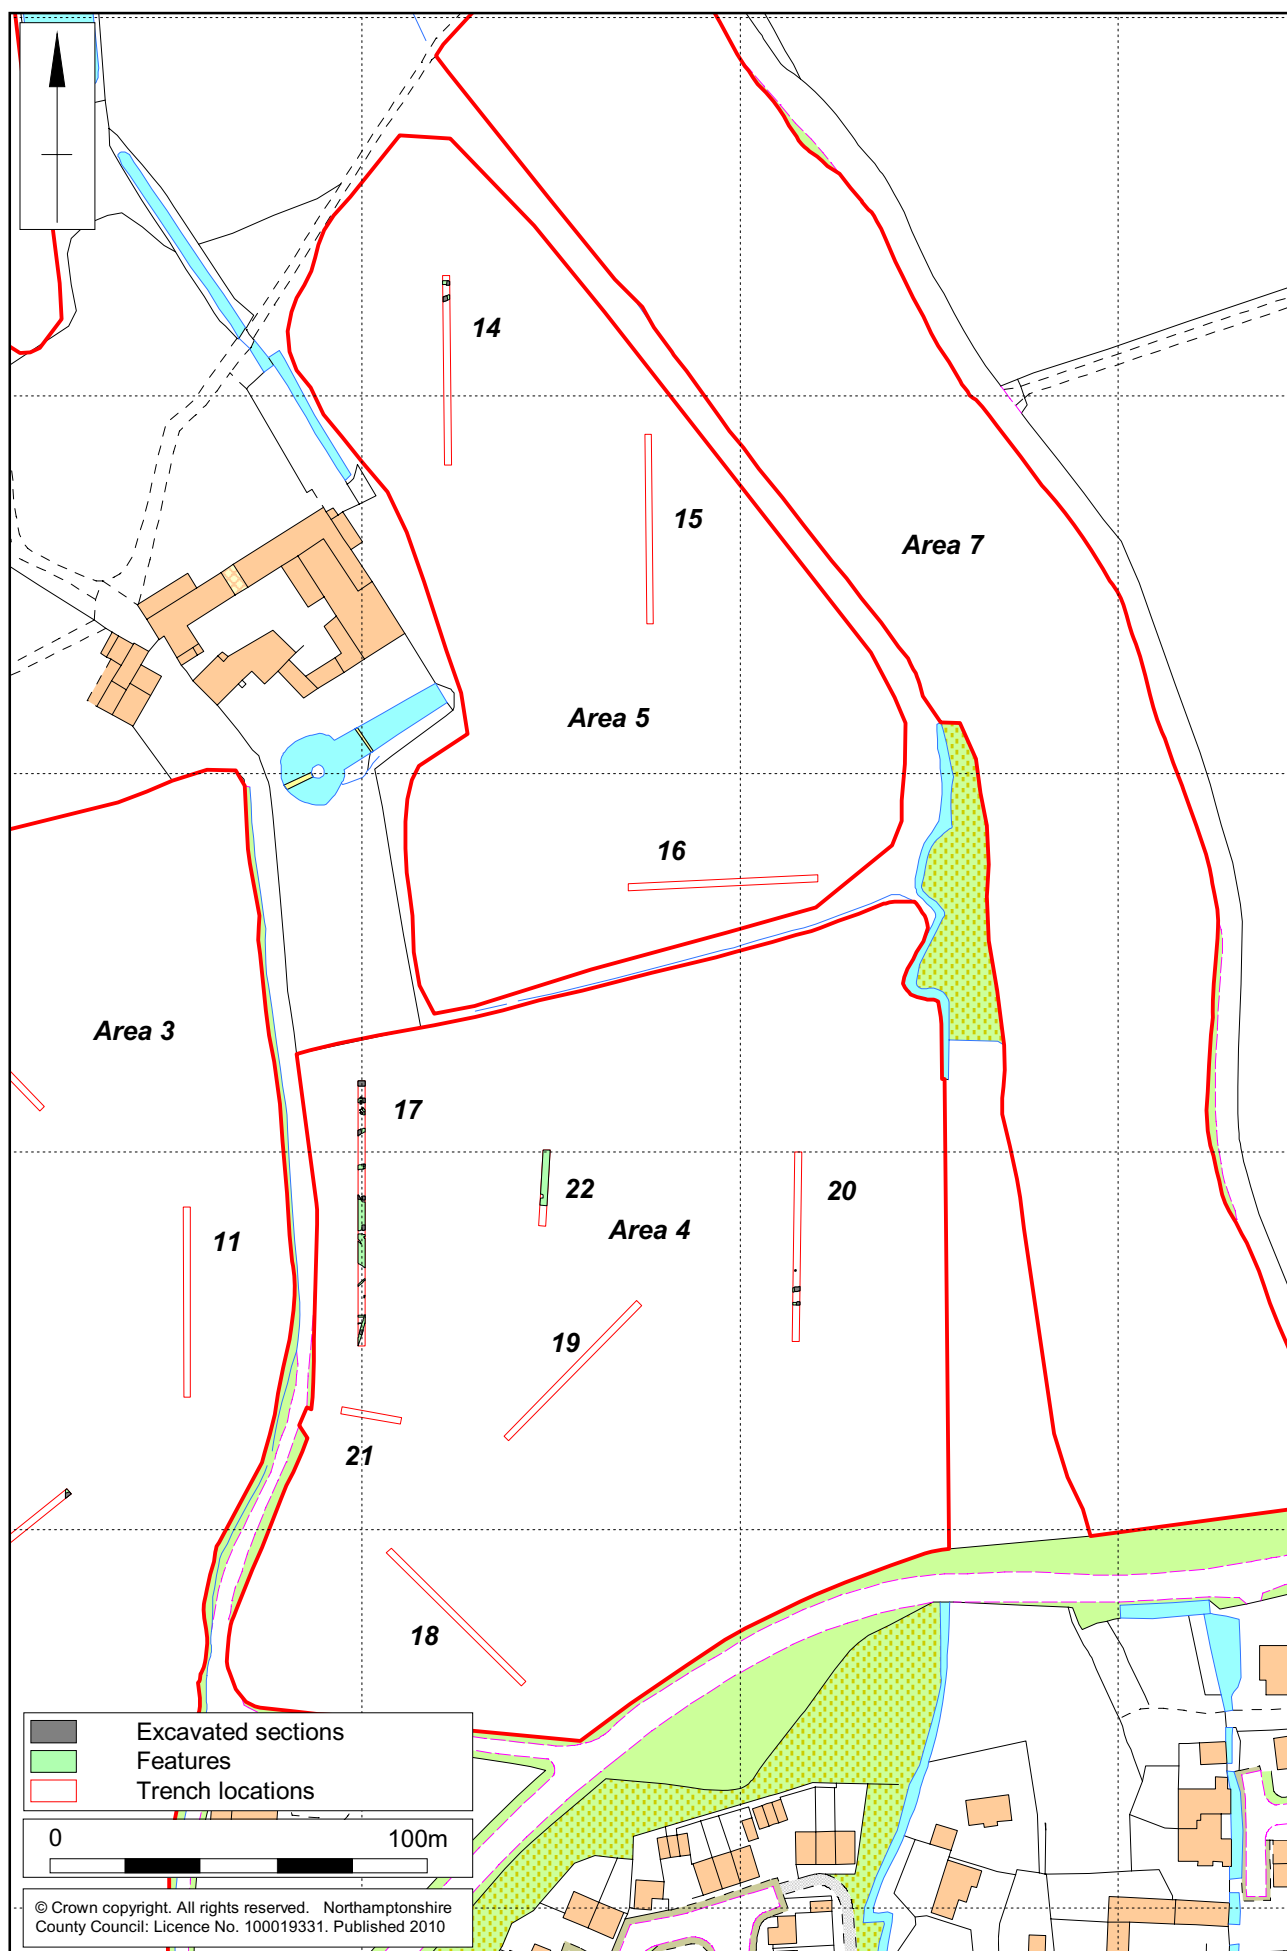 14
15
Area 7
Area 5
16
Area 3
17
22
20
Area 4
11
19
21
18
Excavated sections
Features
Trench locations
0 100m
© Crown copyright. All rights reserved. Northamptonshire
County Council: Licence No. 100019331. Published 2010